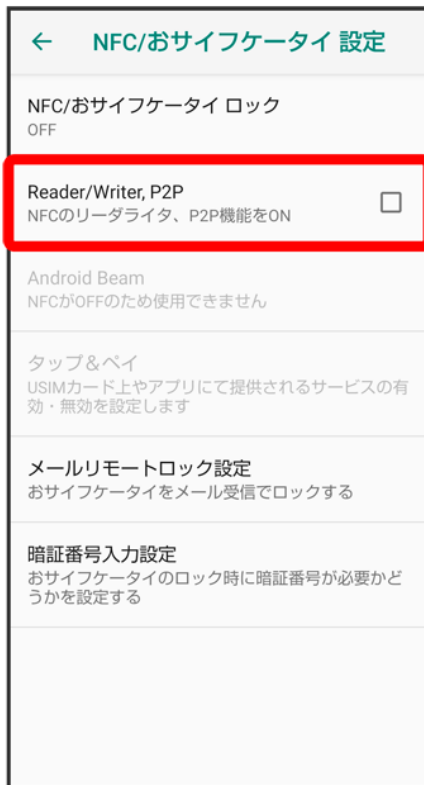 ← NFC/おサイフケータイ 設定
NFC/おサイフケータイ ロック
OFF
Reader/Writer, P2P
NFCのリーダライタ、P2P機能をON
Android Beam
NFCがOFFのため使用できません
タップ＆ペイ
USIMカード上やアプリにて提供されるサービスの有
効・無効を設定します
メールリモートロック設定
おサイフケータイをメール受信でロックする
暗証番号入力設定
おサイフケータイのロック時に暗証番号が必要かど
うかを設定する